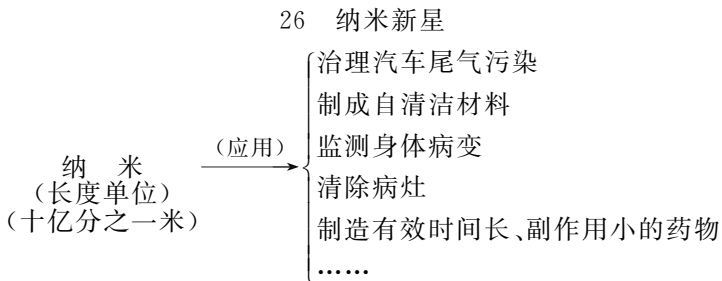 26 纳米新星
治理汽车尾气污染
制成自清洁材料
监测身体病变
清除病灶
制造有效时间长、副作用小的药物
……
(应用)
纳 米
(长度单位)
(十亿分之一米)